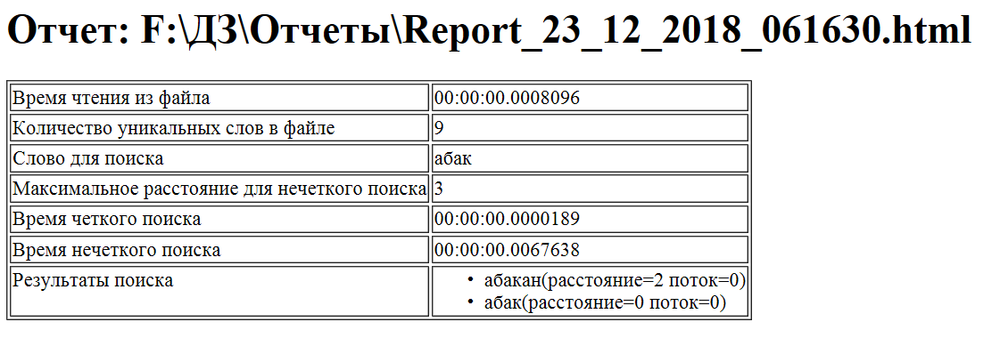 Отчет: F:\ДЗ\Отчеты\Report_23_12_2018_061630.html
Время чтения из файла 00:00:00.0008096
Количество уникальных слов в файле 9
Слово для поиска абак
Максимальное расстояние для нечеткого поиска 3
Время четкого поиска 00:00:00.0000189
Время нечеткого поиска 00:00:00.0067638
Результаты поиска • абакан(расстояние=2 поток=0)
• абак(расстояние=0 поток=0)